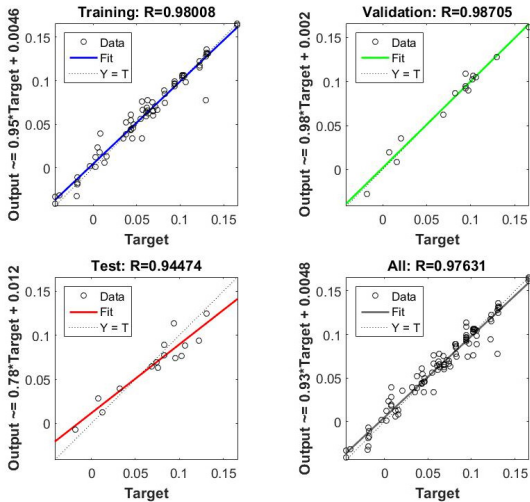 Training: R=0.98008
Output ~= 0.95*Target + 0.0046
Data
Fit
Y = T
0.15
0.1
0.05
0
0 0.05 0.1 0.15
Target
Validation: R=0.98705
Output ~= 0.98*Target + 0.002
Data
Fit
Y = T
0.15
0.1
0.05
0
0 0.05 0.1 0.15
Target
Test: R=0.94474
Output ~= 0.78*Target + 0.012
Data
Fit
Y = T
0.15
0.1
0.05
0
0 0.05 0.1 0.15
Target
All: R=0.97631
Output ~= 0.93*Target + 0.0048
Data
Fit
Y = T
0.15
0.1
0.05
0
0 0.05 0.1 0.15
Target